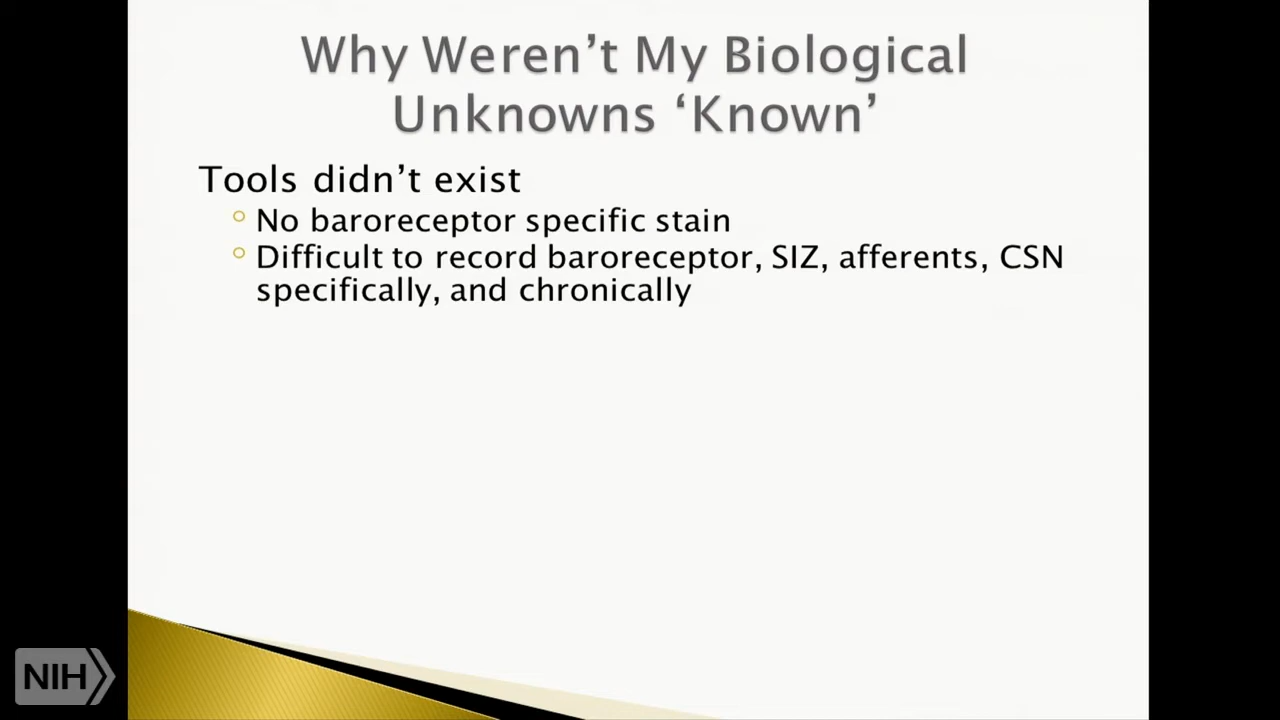 Why Weren’t My Biological
Unknowns ‘Known’
Tools didn’t exist
No baroreceptor specific stain
Difficult to record baroreceptor, SIZ, afferents, CSN
specifically, and chronically
NIH